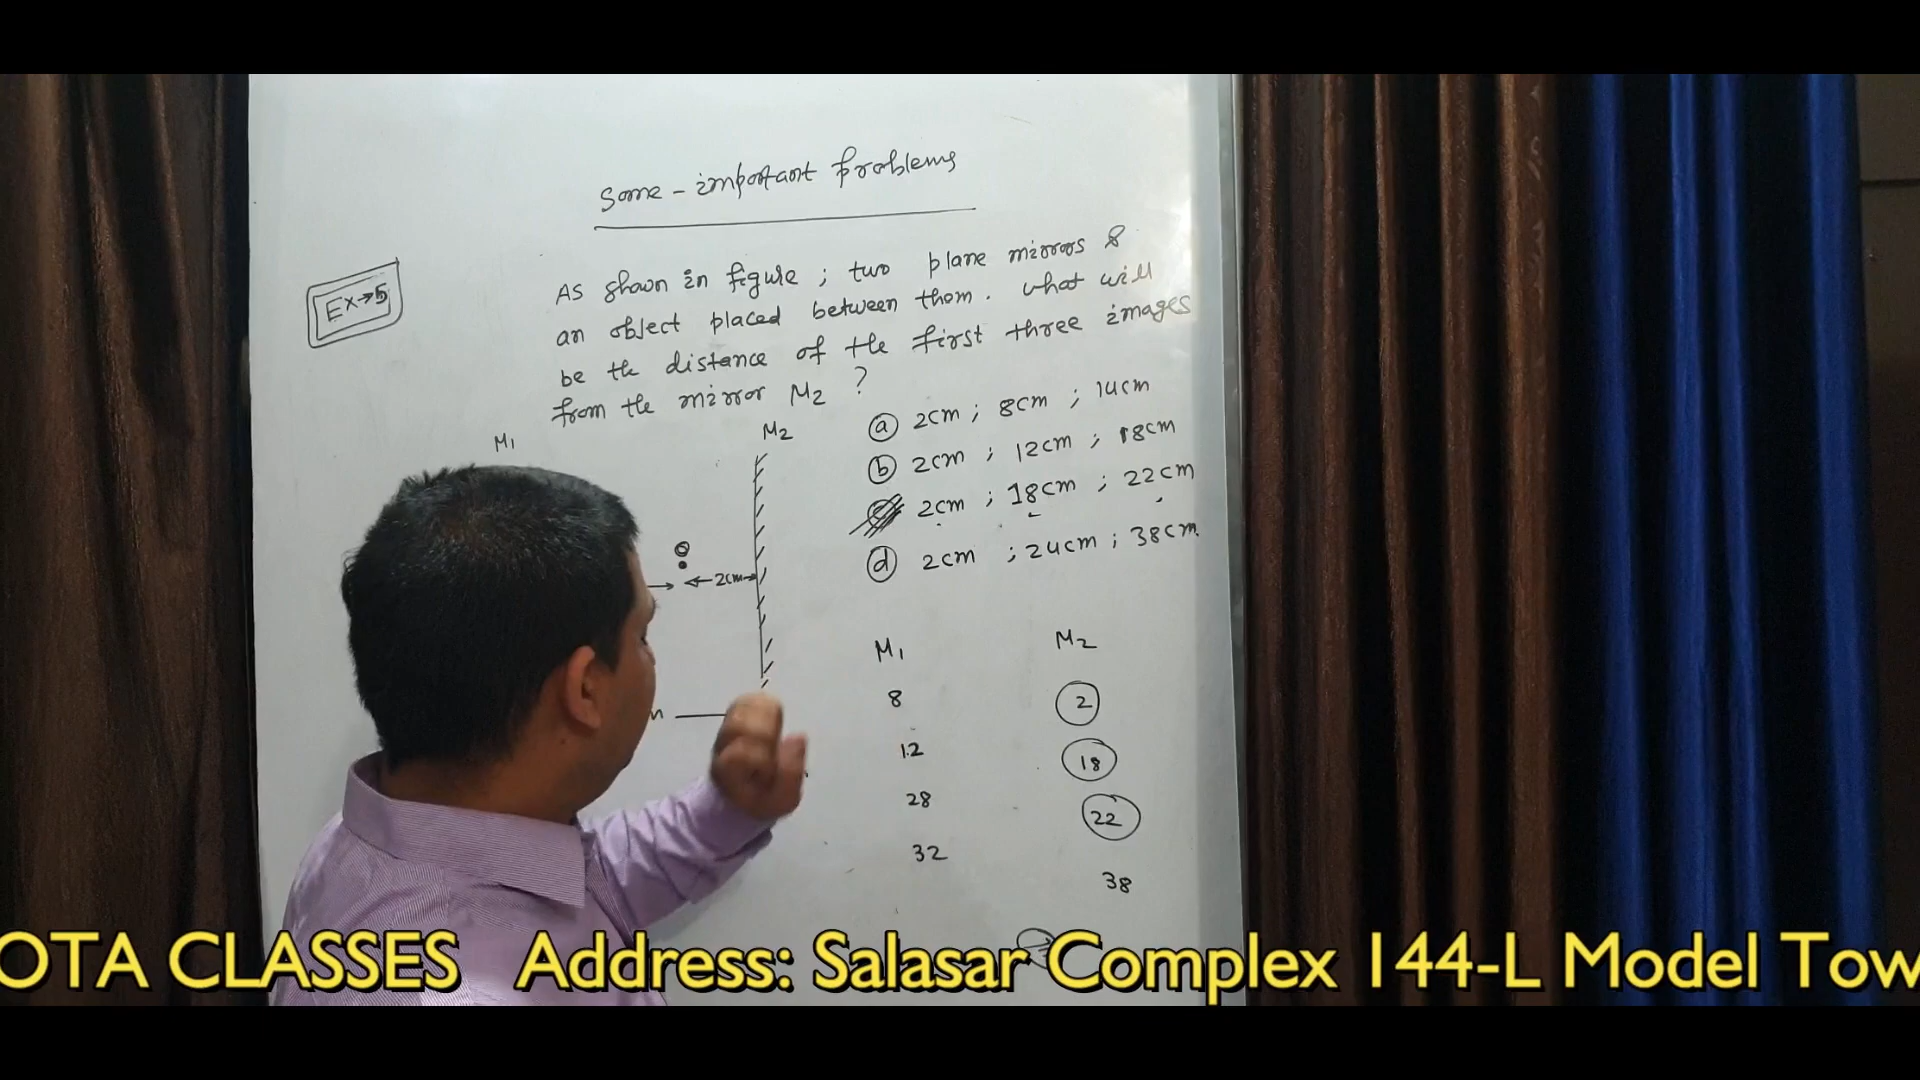 Some - important problems
Ex→5
As shown in figure ; two plane mirrors &
an object placed between them. what will
be the distance of the first three images
from the mirror M2 ?
M1
M2
(a) 2cm ; 8cm ; 14cm
(b) 2cm ; 12cm ; 18cm
2cm ; 18cm ; 22cm
(d) 2cm ; 24cm ; 38cm
←2cm→
M1 M2
8 2
12 18
28 22
32 38
OTA CLASSES Address: Salasar Complex 144-L Model Tow